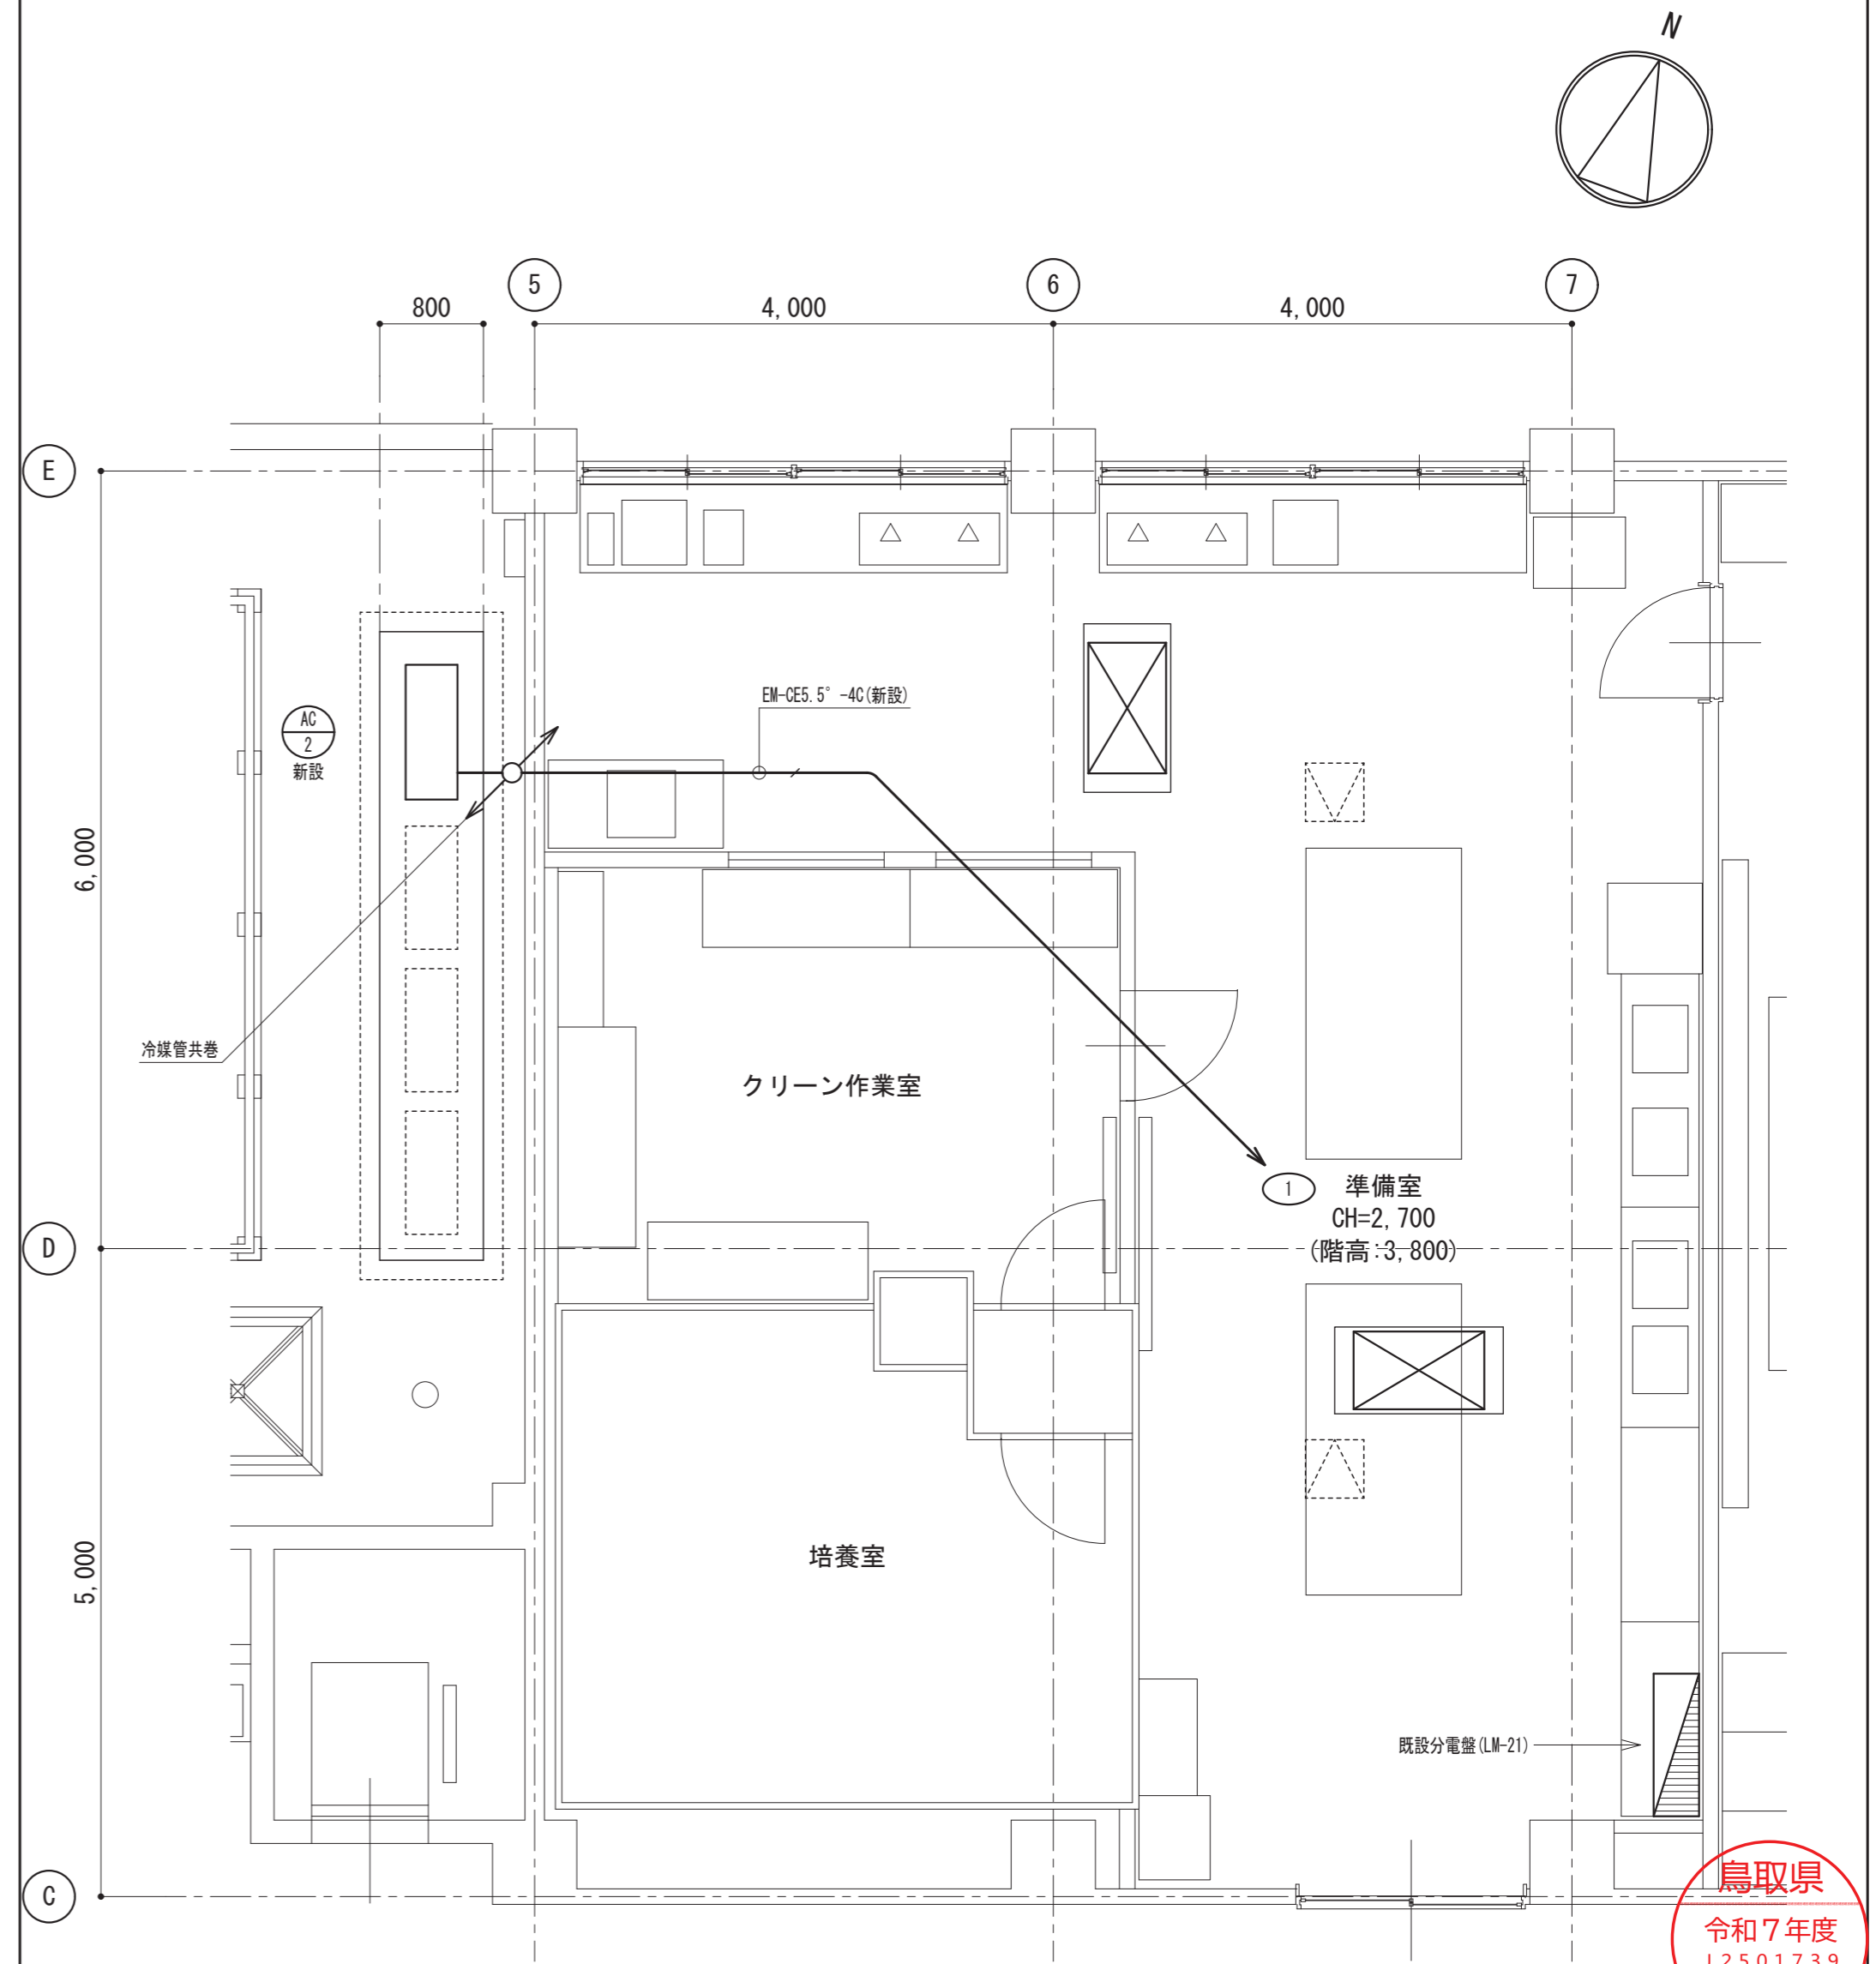 N
5
6
7
800
4,000
4,000
E
EM-CE5.5°-4C(新設)
AC
2
新設
6,000
冷媒管共巻
クリーン作業室
1
準備室
CH=2,700
(階高:3,800)
D
5,000
培養室
既設分電盤(LM-21)
C
鳥取県
令和7年度